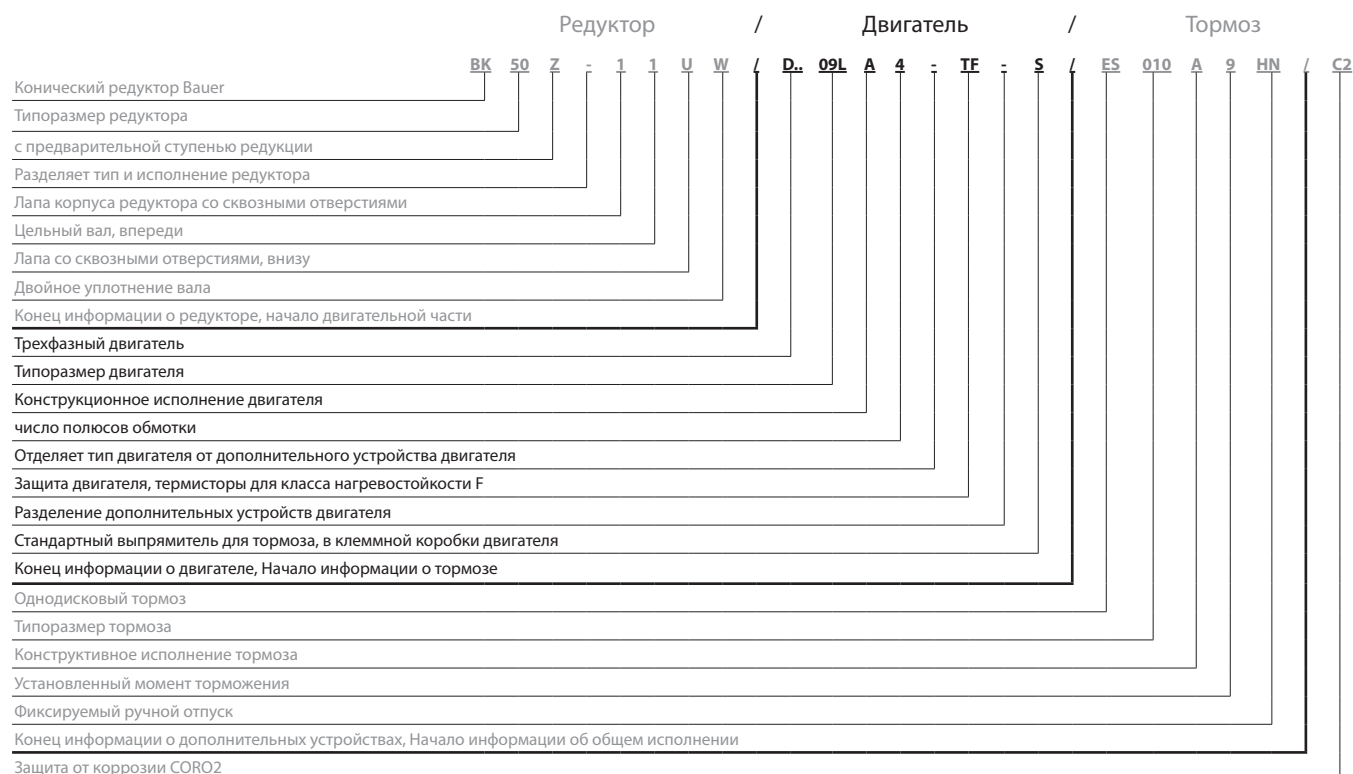 Редуктор / Двигатель / Тормоз
BK 50 Z - 1 1 U W / D.. 09L A 4 - TF - S / ES 010 A 9 HN / C2
Конический редуктор Bauer
Типоразмер редуктора
с предварительной ступенью редукции
Разделяет тип и исполнение редуктора
Лапа корпуса редуктора со сквозными отверстиями
Цельный вал, впереди
Лапа со сквозными отверстиями, внизу
Двойное уплотнение вала
Конец информации о редукторе, начало двигательной части
Трехфазный двигатель
Типоразмер двигателя
Конструкционное исполнение двигателя
число полюсов обмотки
Отделяет тип двигателя от дополнительного устройства двигателя
Защита двигателя, термисторы для класса нагревостойкости F
Разделение дополнительных устройств двигателя
Стандартный выпрямитель для тормоза, в клеммной коробки двигателя
Конец информации о двигателе, Начало информации о тормозе
Однодисковый тормоз
Типоразмер тормоза
Конструктивное исполнение тормоза
Установленный момент торможения
Фиксируемый ручной отпуск
Конец информации о дополнительных устройствах, Начало информации об общем исполнении
Защита от коррозии CORO2